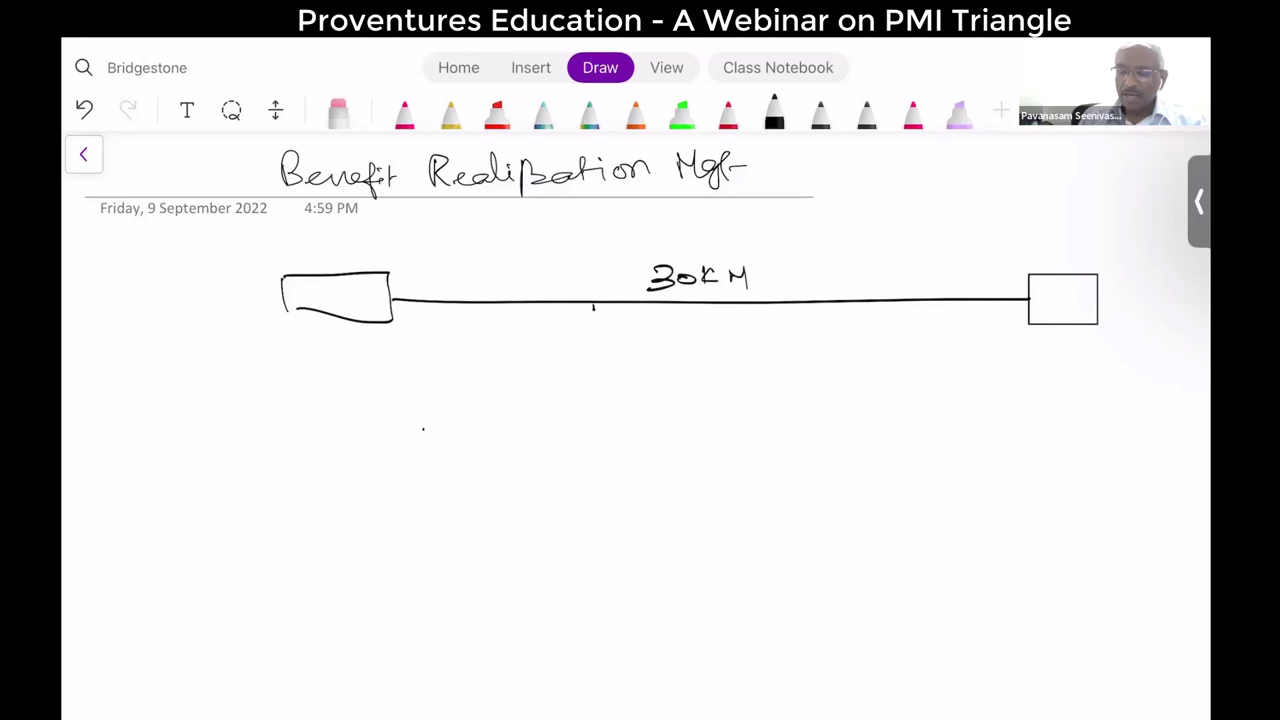 Proventures Education - A Webinar on PMI Triangle
Bridgestone
Home Insert Draw View Class Notebook
T
Pavanasam Seenivas...
Benefit Realization Mgt
Friday, 9 September 2022 4:59 PM
30KM